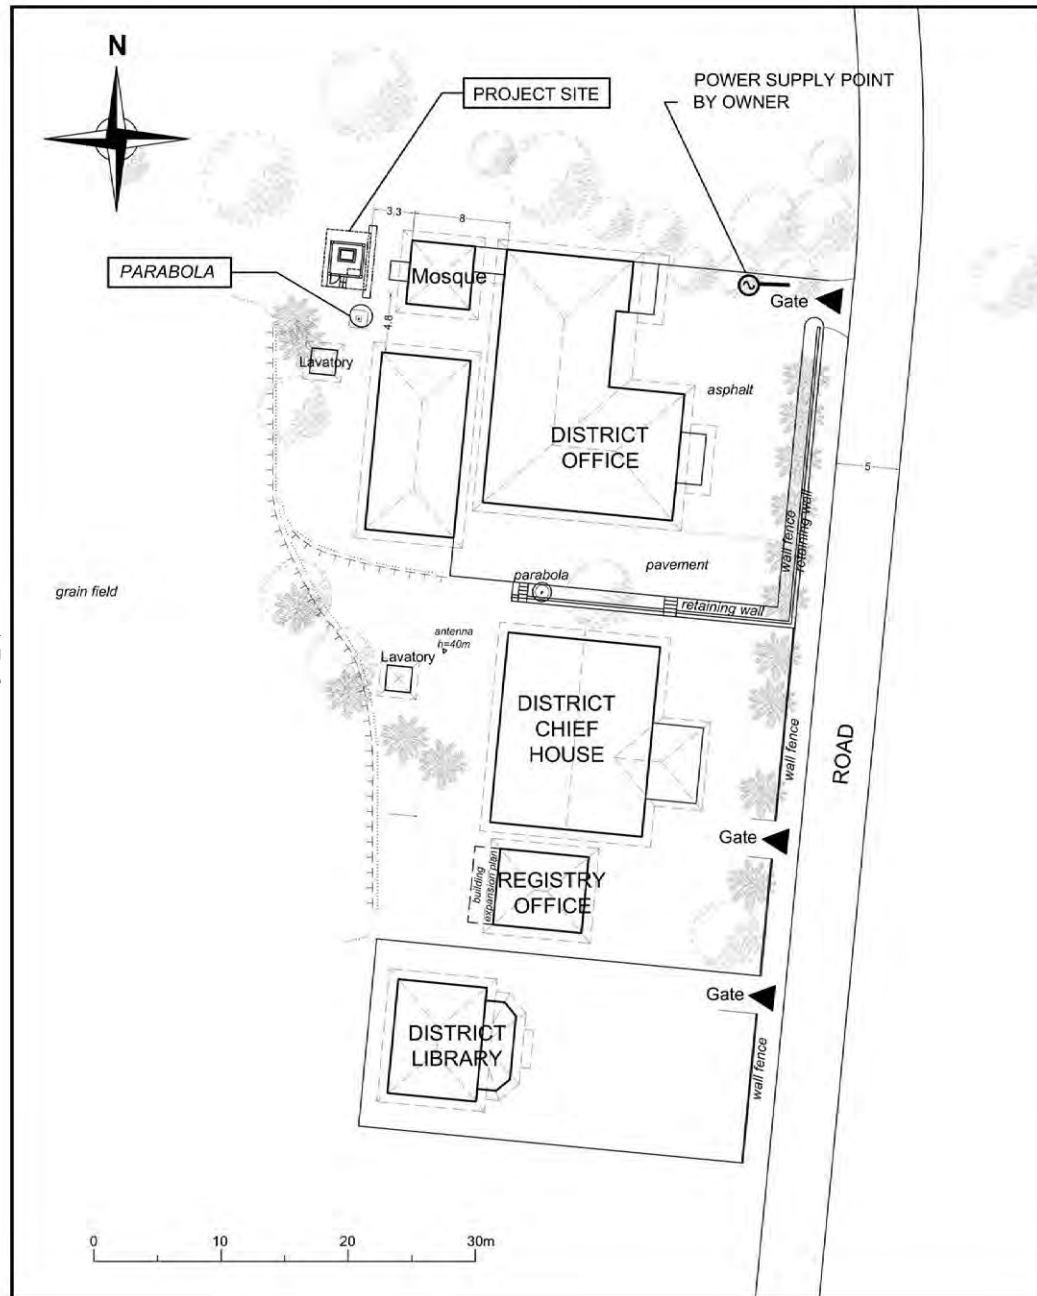 N
PROJECT SITE
POWER SUPPLY POINT
BY OWNER
3,3
8
PARABOLA
Mosque
Gate
4,8
Lavatory
asphalt
DISTRICT
OFFICE
5
wall fence
retaining wall
pavement
parabola
retaining wall
grain field
antenna
h=40m
Lavatory
DISTRICT
CHIEF
HOUSE
wall fence
ROAD
Gate
building
expansion plan
REGISTRY
OFFICE
Gate
DISTRICT
LIBRARY
wall fence
0
10
20
30m